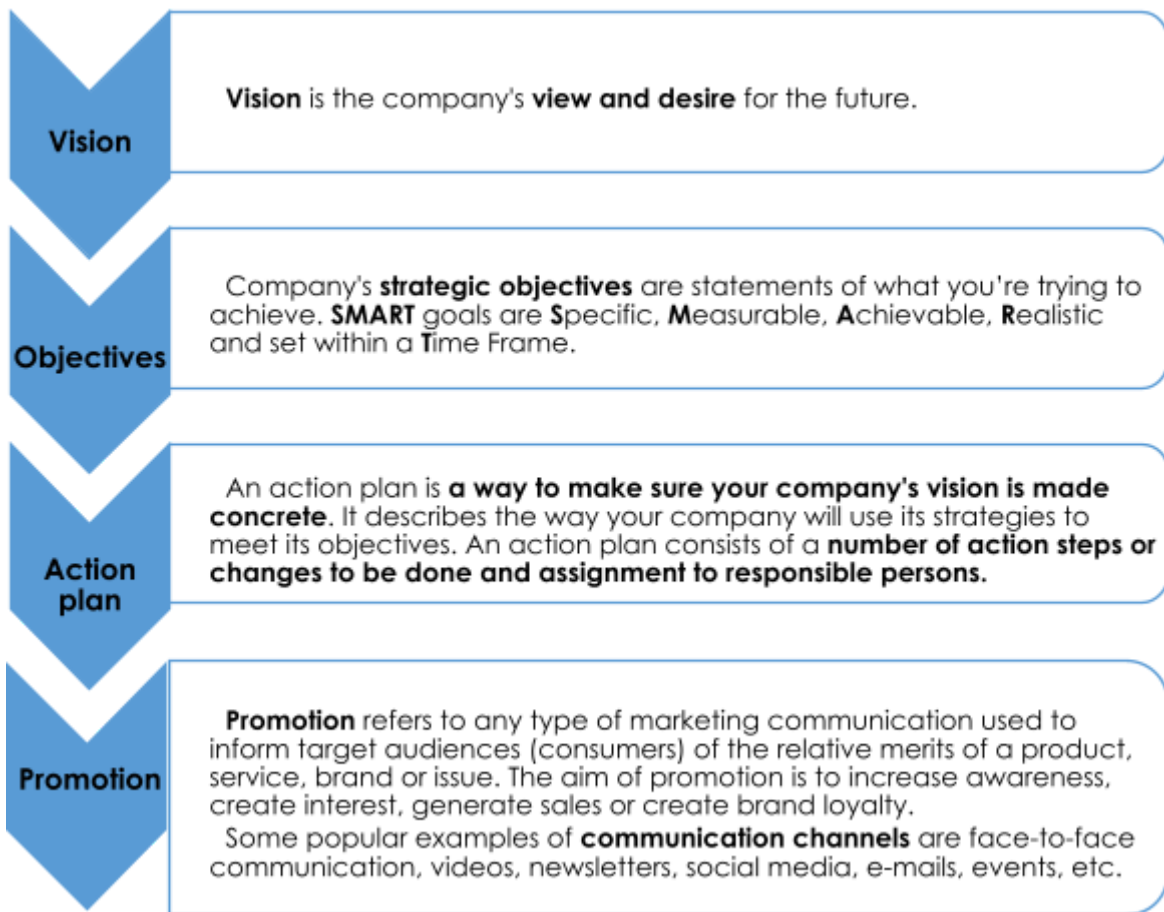 Vision
Vision is the company's view and desire for the future.
Objectives
Company's strategic objectives are statements of what you're trying to
achieve. SMART goals are Specific, Measurable, Achievable, Realistic
and set within a Time Frame.
Action
plan
An action plan is a way to make sure your company's vision is made
concrete. It describes the way your company will use its strategies to
meet its objectives. An action plan consists of a number of action steps or
changes to be done and assignment to responsible persons.
Promotion
Promotion refers to any type of marketing communication used to
inform target audiences (consumers) of the relative merits of a product,
service, brand or issue. The aim of promotion is to increase awareness,
create interest, generate sales or create brand loyalty.
Some popular examples of communication channels are face-to-face
communication, videos, newsletters, social media, e-mails, events, etc.